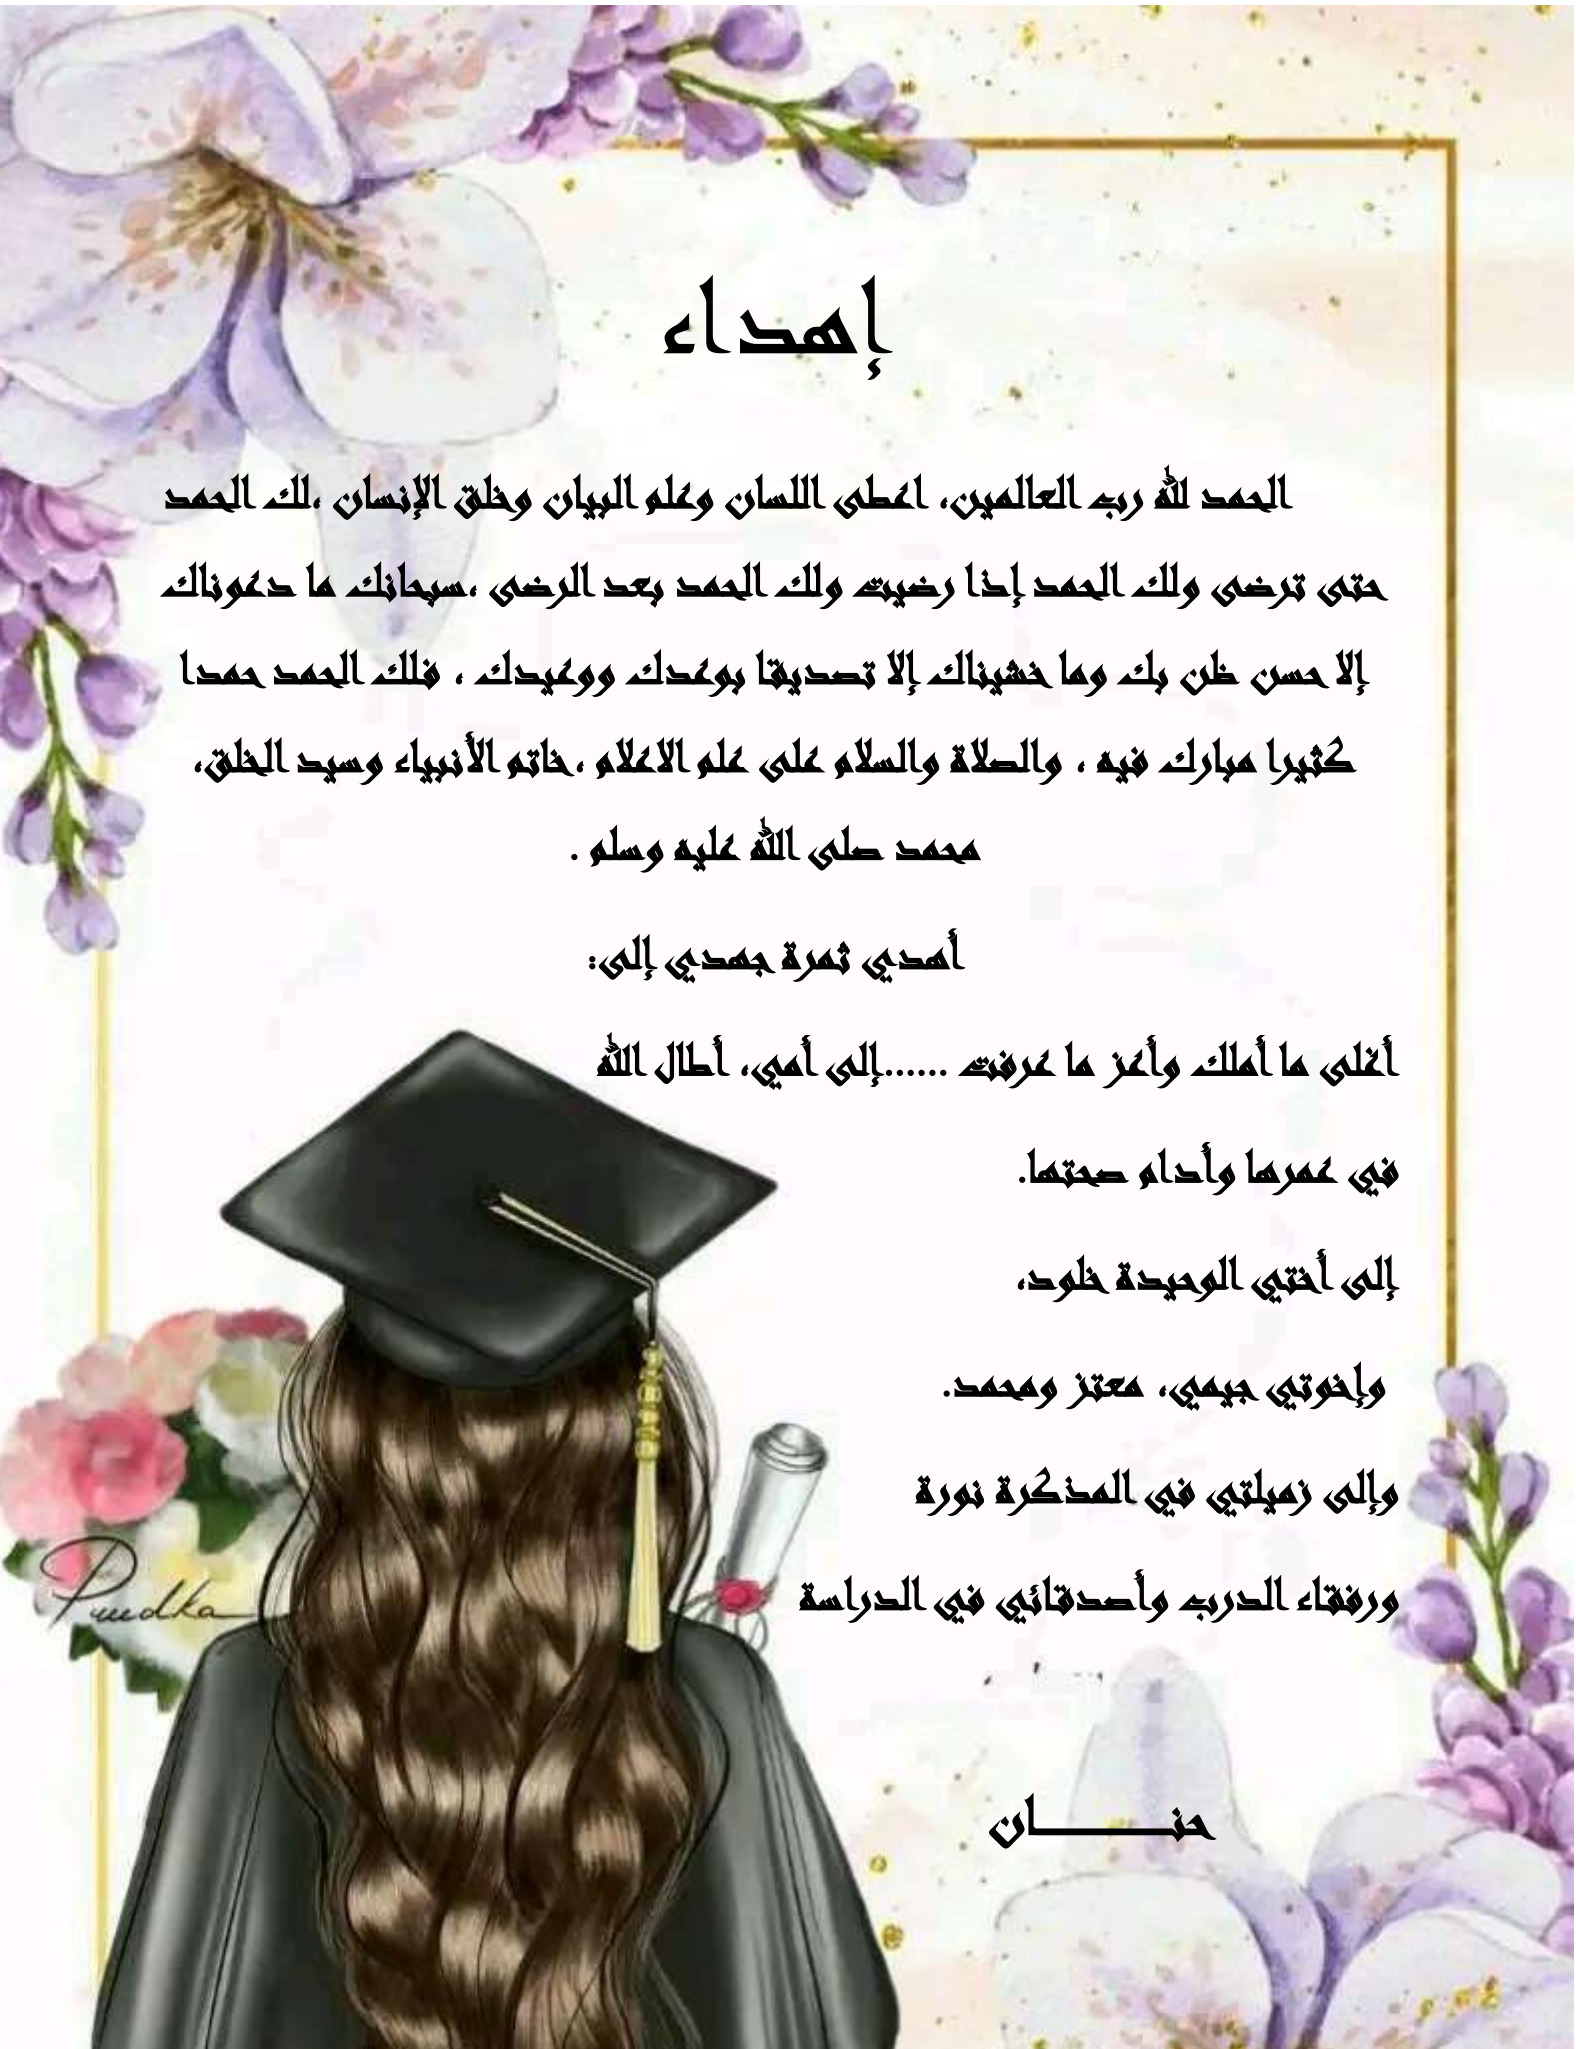 إهداء
الحمد لله رب العالمين، اعطى اللسان وعلم البيان وخلق الإنسان ،لك الحمد
حتى ترضى ولك الحمد إذا رضيت ولك الحمد بعد الرضى ،سبحانك ما دعوناك
إلا حسن ظن بك وما خشيناك إلا تصديقا بوعدك ووعيدك ، فلك الحمد حمدا
كثيرا مبارك فيه ، والصلاة والسلام على علم الاعلام ،خاتم الأنبياء وسيد الخلق،
محمد صلى الله عليه وسلم .
أهدي ثمرة جهدي إلى:
أغلى ما أملك وأعز ما عرفت ......إلى أمي، أطال الله
في عمرها وأدام صحتها.
إلى أختي الوحيدة خلود،
وإخوتي جيمي، معتز ومحمد.
وإلى زميلتي في المذكرة نورة
ورفقاء الدرب وأصدقائي في الدراسة
حنـــــان